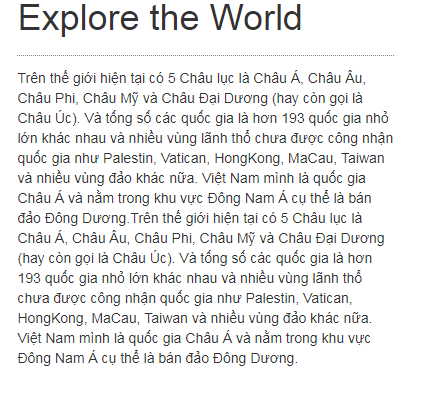 Explore the World
Trên thế giới hiện tại có 5 Châu lục là Châu Á, Châu Âu,
Châu Phi, Châu Mỹ và Châu Đại Dương (hay còn gọi là
Châu Úc). Và tổng số các quốc gia là hơn 193 quốc gia nhỏ
lớn khác nhau và nhiều vùng lãnh thổ chưa được công nhận
quốc gia như Palestin, Vatican, HongKong, MaCau, Taiwan
và nhiều vùng đảo khác nữa. Việt Nam mình là quốc gia
Châu Á và nằm trong khu vực Đông Nam Á cụ thể là bán
đảo Đông Dương.Trên thế giới hiện tại có 5 Châu lục là
Châu Á, Châu Âu, Châu Phi, Châu Mỹ và Châu Đại Dương
(hay còn gọi là Châu Úc). Và tổng số các quốc gia là hơn
193 quốc gia nhỏ lớn khác nhau và nhiều vùng lãnh thổ
chưa được công nhận quốc gia như Palestin, Vatican,
HongKong, MaCau, Taiwan và nhiều vùng đảo khác nữa.
Việt Nam mình là quốc gia Châu Á và nằm trong khu vực
Đông Nam Á cụ thể là bán đảo Đông Dương.